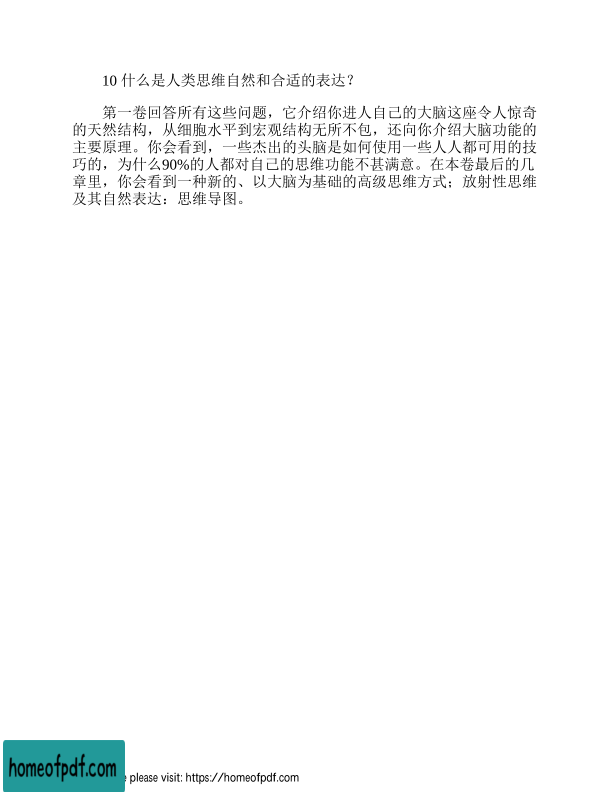 10 什么是人类思维自然和合适的表达？
第一卷回答所有这些问题，它介绍你进人自己的大脑这座令人惊奇
的天然结构，从细胞水平到宏观结构无所不包，还向你介绍大脑功能的
主要原理。你会看到，一些杰出的头脑是如何使用一些人人都可用的技
巧的，为什么90%的人都对自己的思维功能不甚满意。在本卷最后的几
章里，你会看到一种新的、以大脑为基础的高级思维方式；放射性思维
及其自然表达：思维导图。
homeofpdf.com
please visit: https://homeofpdf.com